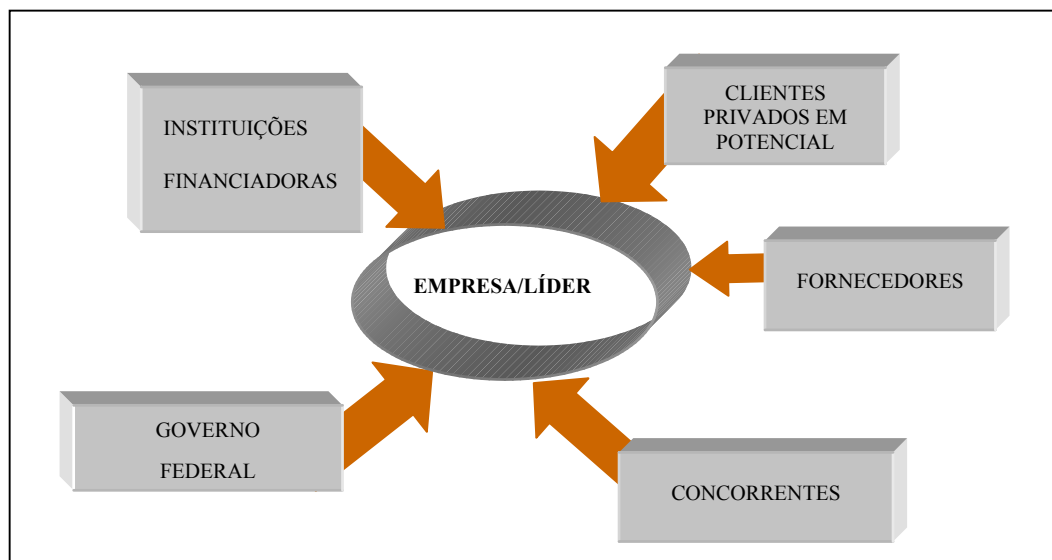 INSTITUIÇÕES
FINANCIADORAS
CLIENTES
PRIVADOS EM
POTENCIAL
EMPRESA/LÍDER
FORNECEDORES
GOVERNO
FEDERAL
CONCORRENTES